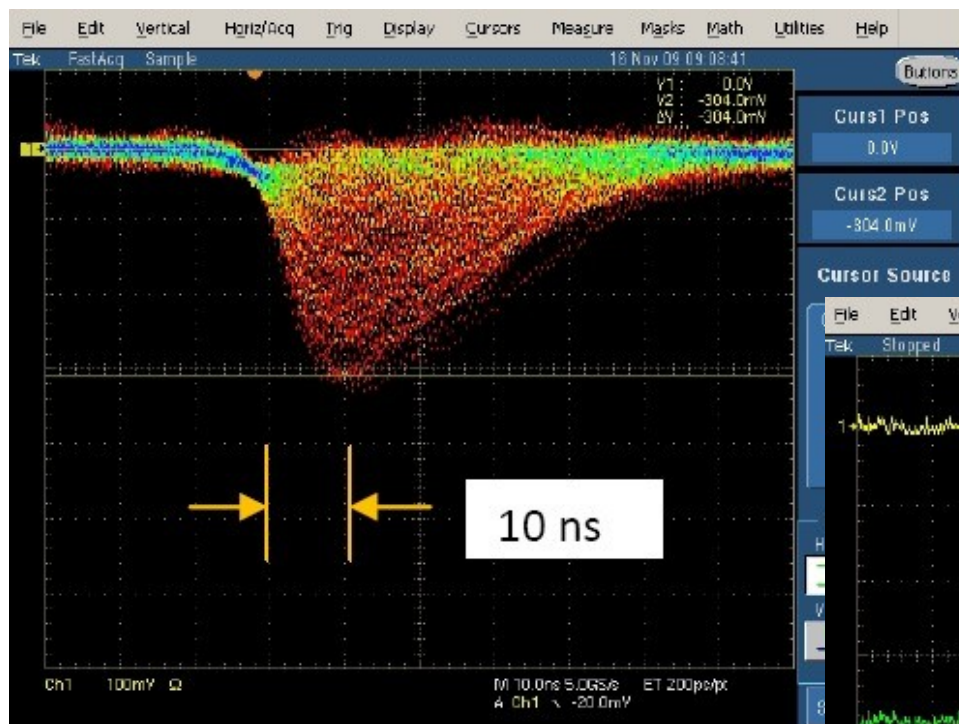 File Edit Vertical Horiz/Acq Trig Display Cursors Measure Masks Math Utilities Help
Tek FastAcq Sample 16 Nov 09 09:08:41
Buttons
V1 : 0.0V
V2 : -304.0mV
ΔV : -304.0mV
Curs1 Pos
0.0V
Curs2 Pos
-304.0mV
Cursor Source
File Edit
Tek Stopped
10 ns
Ch1 100mV Ω M 10.0ns 5.0GS/s ET 200ps/pt
A Ch1 -20.0mV